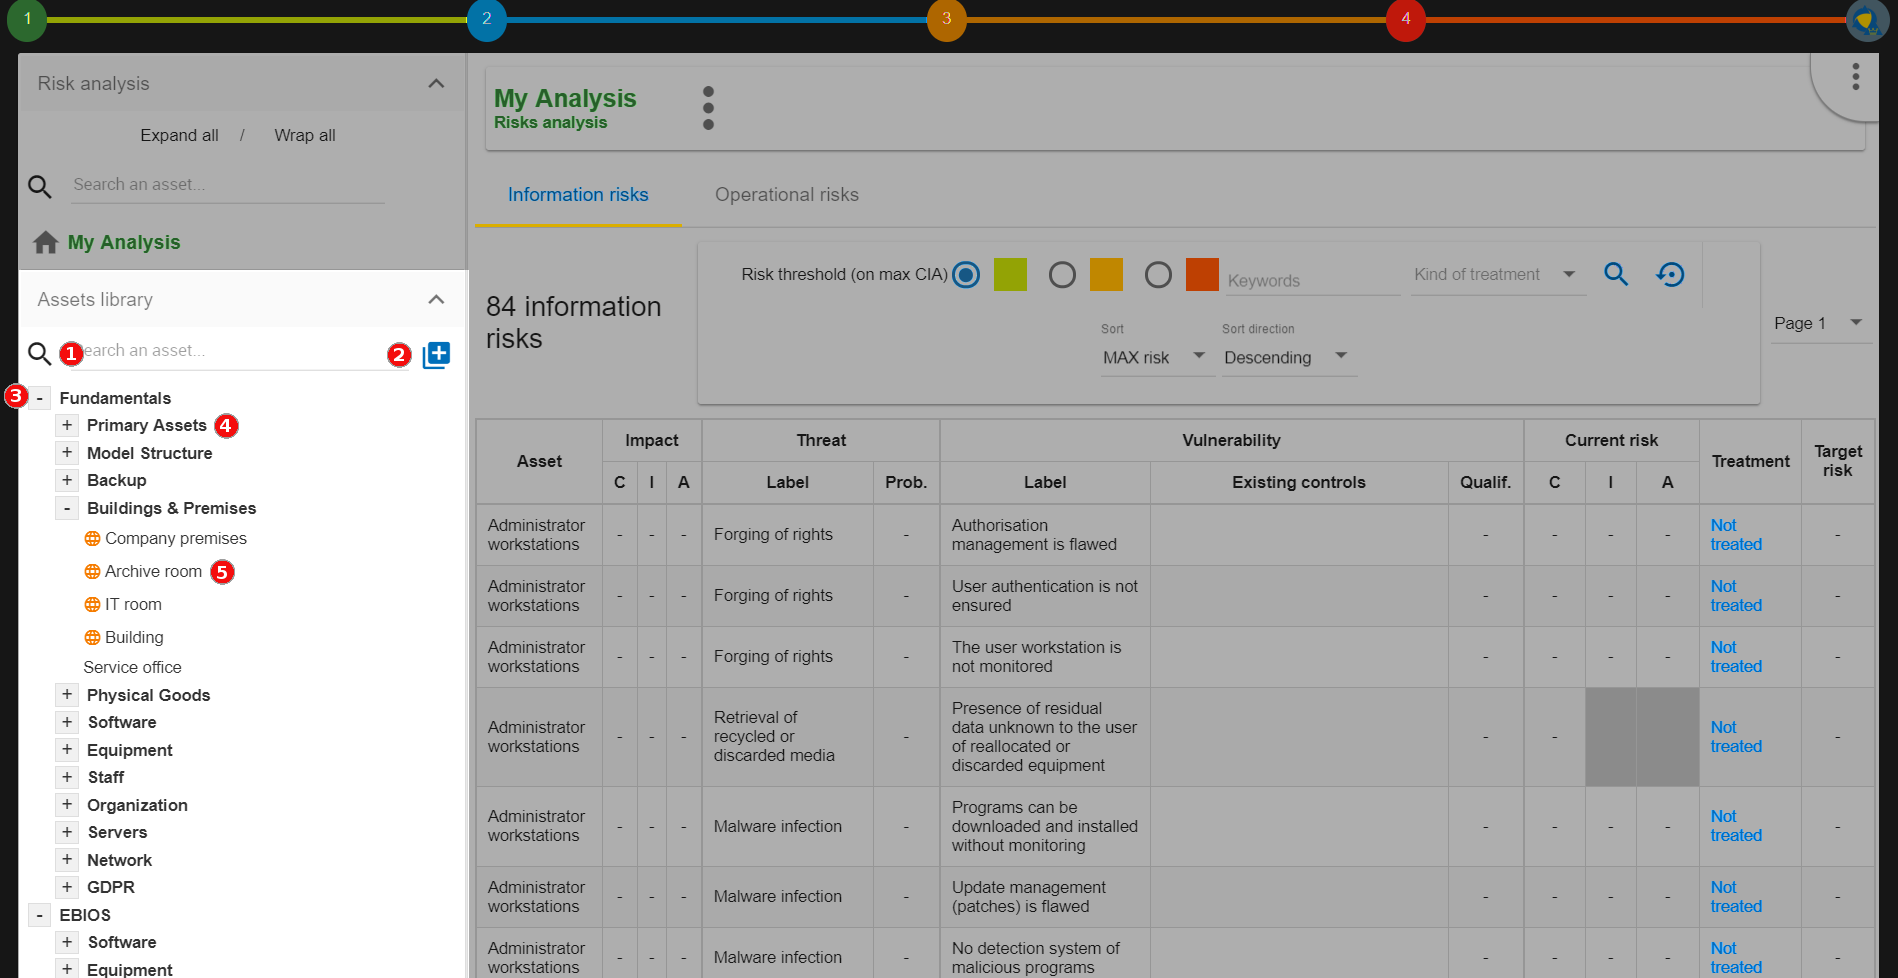 1 2 3 4
Risk analysis
Expand all / Wrap all
Search an asset...
My Analysis
Assets library
1 earch an asset... 2
3 - Fundamentals
+ Primary Assets 4
+ Model Structure
+ Backup
- Buildings & Premises
Company premises
Archive room 5
IT room
Building
Service office
+ Physical Goods
+ Software
+ Equipment
+ Staff
+ Organization
+ Servers
+ Network
+ GDPR
- EBIOS
+ Software
+ Equipment
My Analysis
Risks analysis
Information risks Operational risks
84 information
risks
Risk threshold (on max CIA) Keywords Kind of treatment
Sort Sort direction
MAX risk Descending
Page 1
Asset Impact Threat Vulnerability Current risk Treatment Target
risk
C I A Label Prob. Label Existing controls Qualif. C I A
Administrator
workstations - - - Forging of rights - Authorisation
management is flawed - - - - Not
treated -
Administrator
workstations - - - Forging of rights - User authentication is not
ensured - - - - Not
treated -
Administrator
workstations - - - Forging of rights - The user workstation is
not monitored - - - - Not
treated -
Administrator
workstations - - - Retrieval of
recycled or
discarded media - Presence of residual
data unknown to the user
of reallocated or
discarded equipment - - Not
treated -
Administrator
workstations - - - Malware infection - Programs can be
downloaded and installed
without monitoring - - - - Not
treated -
Administrator
workstations - - - Malware infection - Update management
(patches) is flawed - - - - Not
treated -
Administrator
workstations - - - Malware infection - No detection system of
malicious programs - - - - Not
treated -